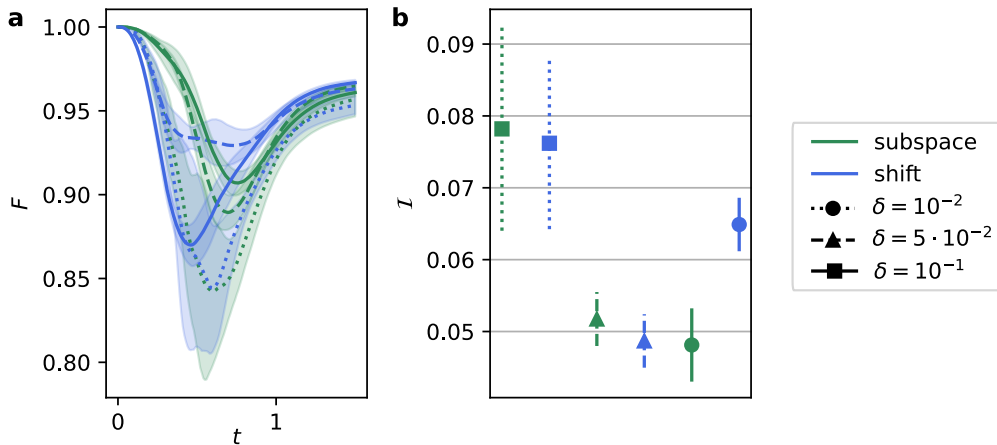 a
1.00
0.95
0.90
0.85
0.80
F
0
1
t
b
0.09
0.08
0.07
0.06
0.05
ℐ
subspace
shift
δ = 10⁻²
δ = 5 · 10⁻²
δ = 10⁻¹